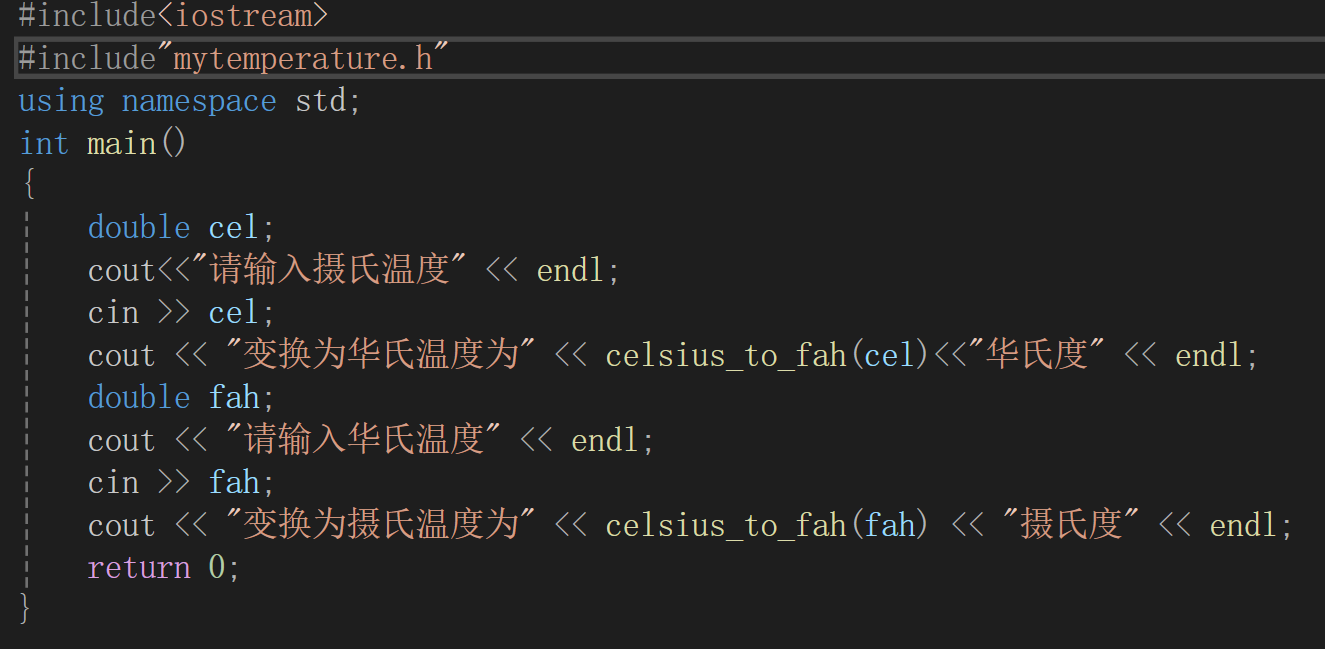 #include<iostream>
#include"mytemperature.h"
using namespace std;
int main()
{
double cel;
cout<<"请输入摄氏温度" << endl;
cin >> cel;
cout << "变换为华氏温度为" << celsius_to_fah(cel)<<"华氏度" << endl;
double fah;
cout << "请输入华氏温度" << endl;
cin >> fah;
cout << "变换为摄氏温度为" << celsius_to_fah(fah) << "摄氏度" << endl;
return 0;
}